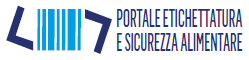 PORTALE ETICHETTATURA
E SICUREZZA ALIMENTARE